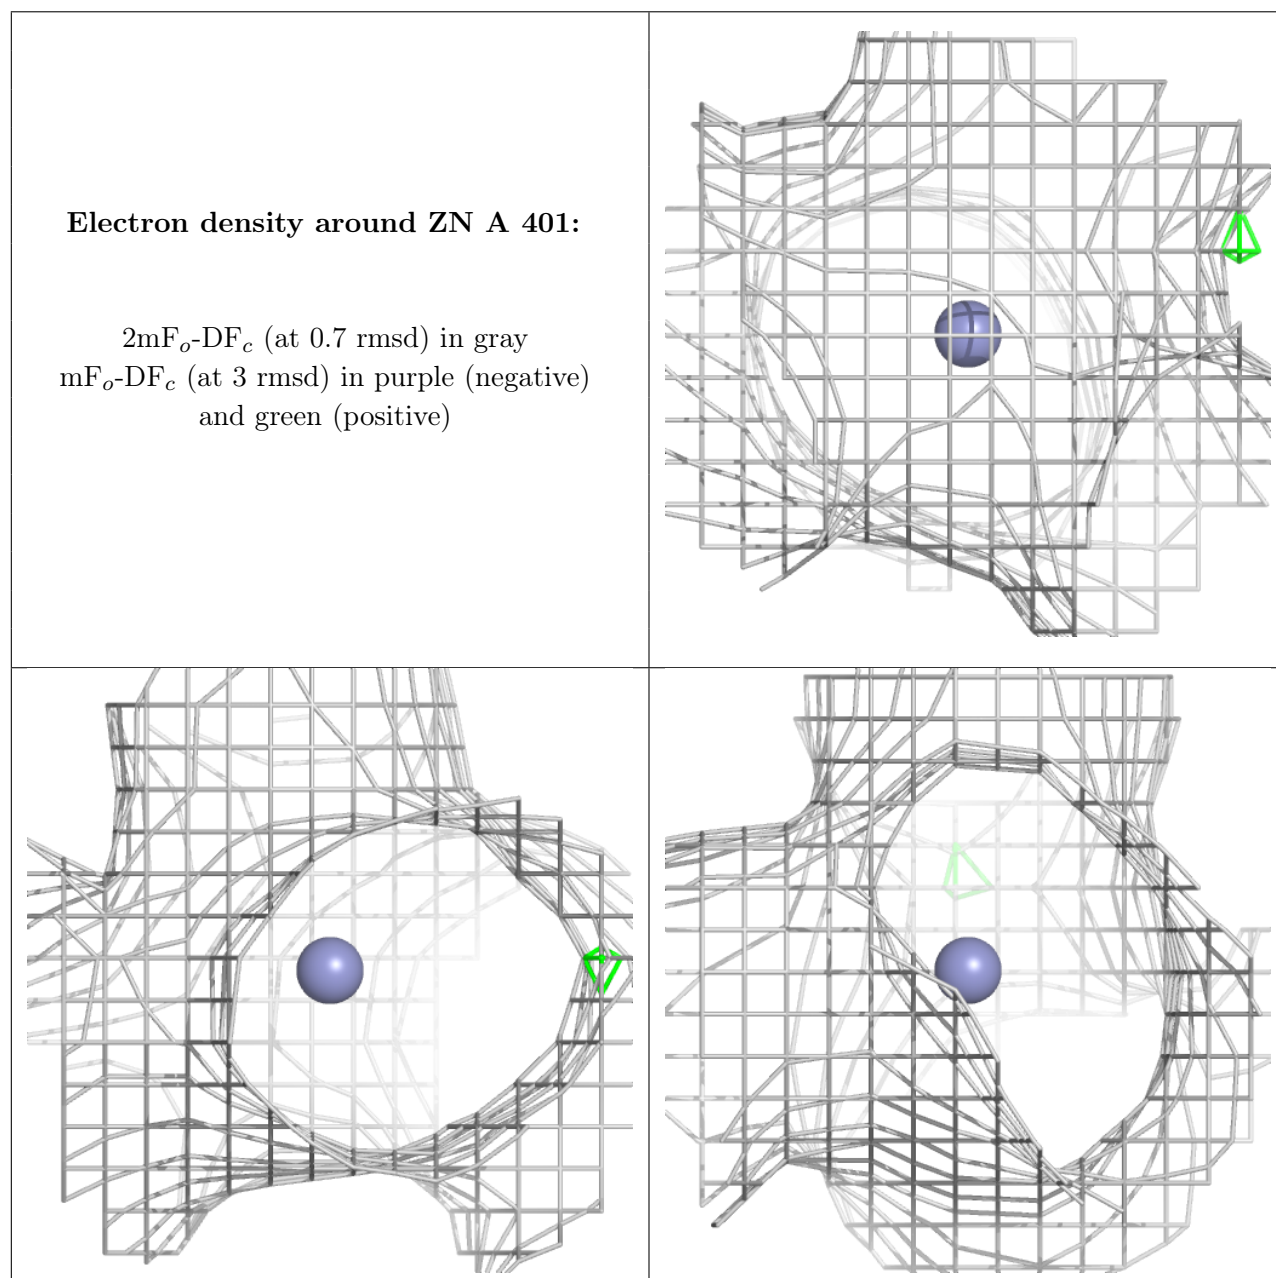 Electron density around ZN A 401:
2mFo-DFc (at 0.7 rmsd) in gray
mFo-DFc (at 3 rmsd) in purple (negative)
and green (positive)